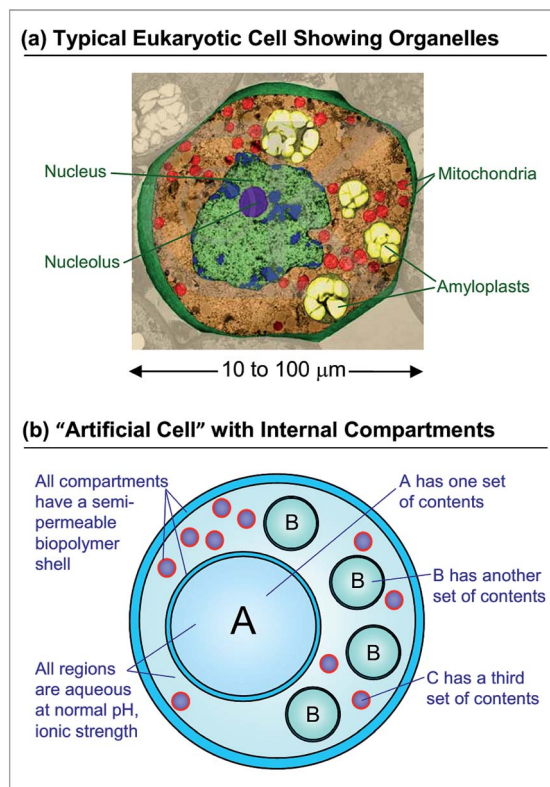 (a) Typical Eukaryotic Cell Showing Organelles
Nucleus
Nucleolus
Mitochondria
Amyloplasts
10 to 100 μm
(b) “Artificial Cell” with Internal Compartments
All compartments
have a semi-
permeable
biopolymer
shell
A has one set
of contents
B has another
set of contents
C has a third
set of contents
All regions
are aqueous
at normal pH,
ionic strength
A
B
B
B
B